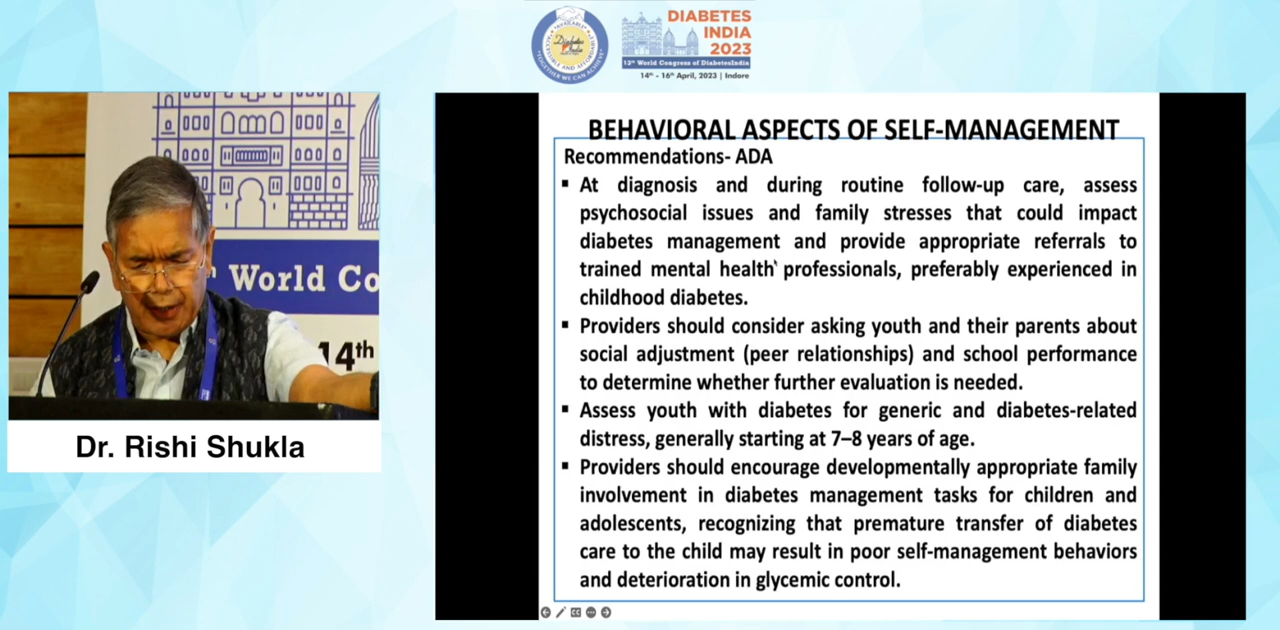 DIABETES
INDIA
2023
12th World Congress of DiabetesIndia
14th - 16th April, 2023 | Indore
World Co
14th
Dr. Rishi Shukla
BEHAVIORAL ASPECTS OF SELF-MANAGEMENT
Recommendations- ADA
▪ At diagnosis and during routine follow-up care, assess
psychosocial issues and family stresses that could impact
diabetes management and provide appropriate referrals to
trained mental health professionals, preferably experienced in
childhood diabetes.
▪ Providers should consider asking youth and their parents about
social adjustment (peer relationships) and school performance
to determine whether further evaluation is needed.
▪ Assess youth with diabetes for generic and diabetes-related
distress, generally starting at 7–8 years of age.
▪ Providers should encourage developmentally appropriate family
involvement in diabetes management tasks for children and
adolescents, recognizing that premature transfer of diabetes
care to the child may result in poor self-management behaviors
and deterioration in glycemic control.